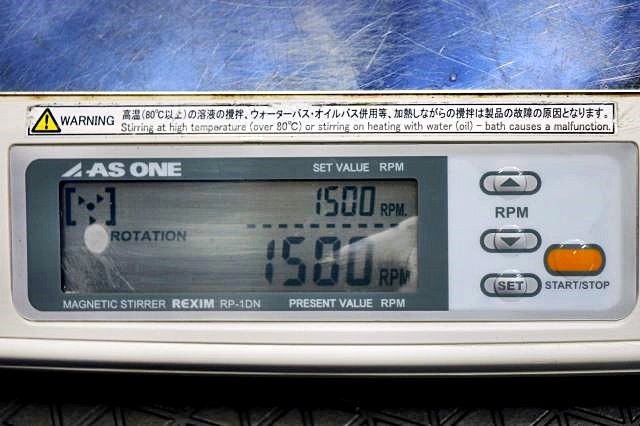 WARNING
高温(80℃以上)の溶液の攪拌、ウォーターバス・オイルバス併用等、加熱しながらの攪拌は製品の故障の原因となります。
Stirring at high temperature (over 80℃) or stirring on heating with water (oil) - bath causes a malfunction.
AS ONE
SET VALUE RPM
1500 RPM.
ROTATION
1500 RPM
MAGNETIC STIRRER REXIM RP-1DN
PRESENT VALUE RPM
RPM
SET
START/STOP